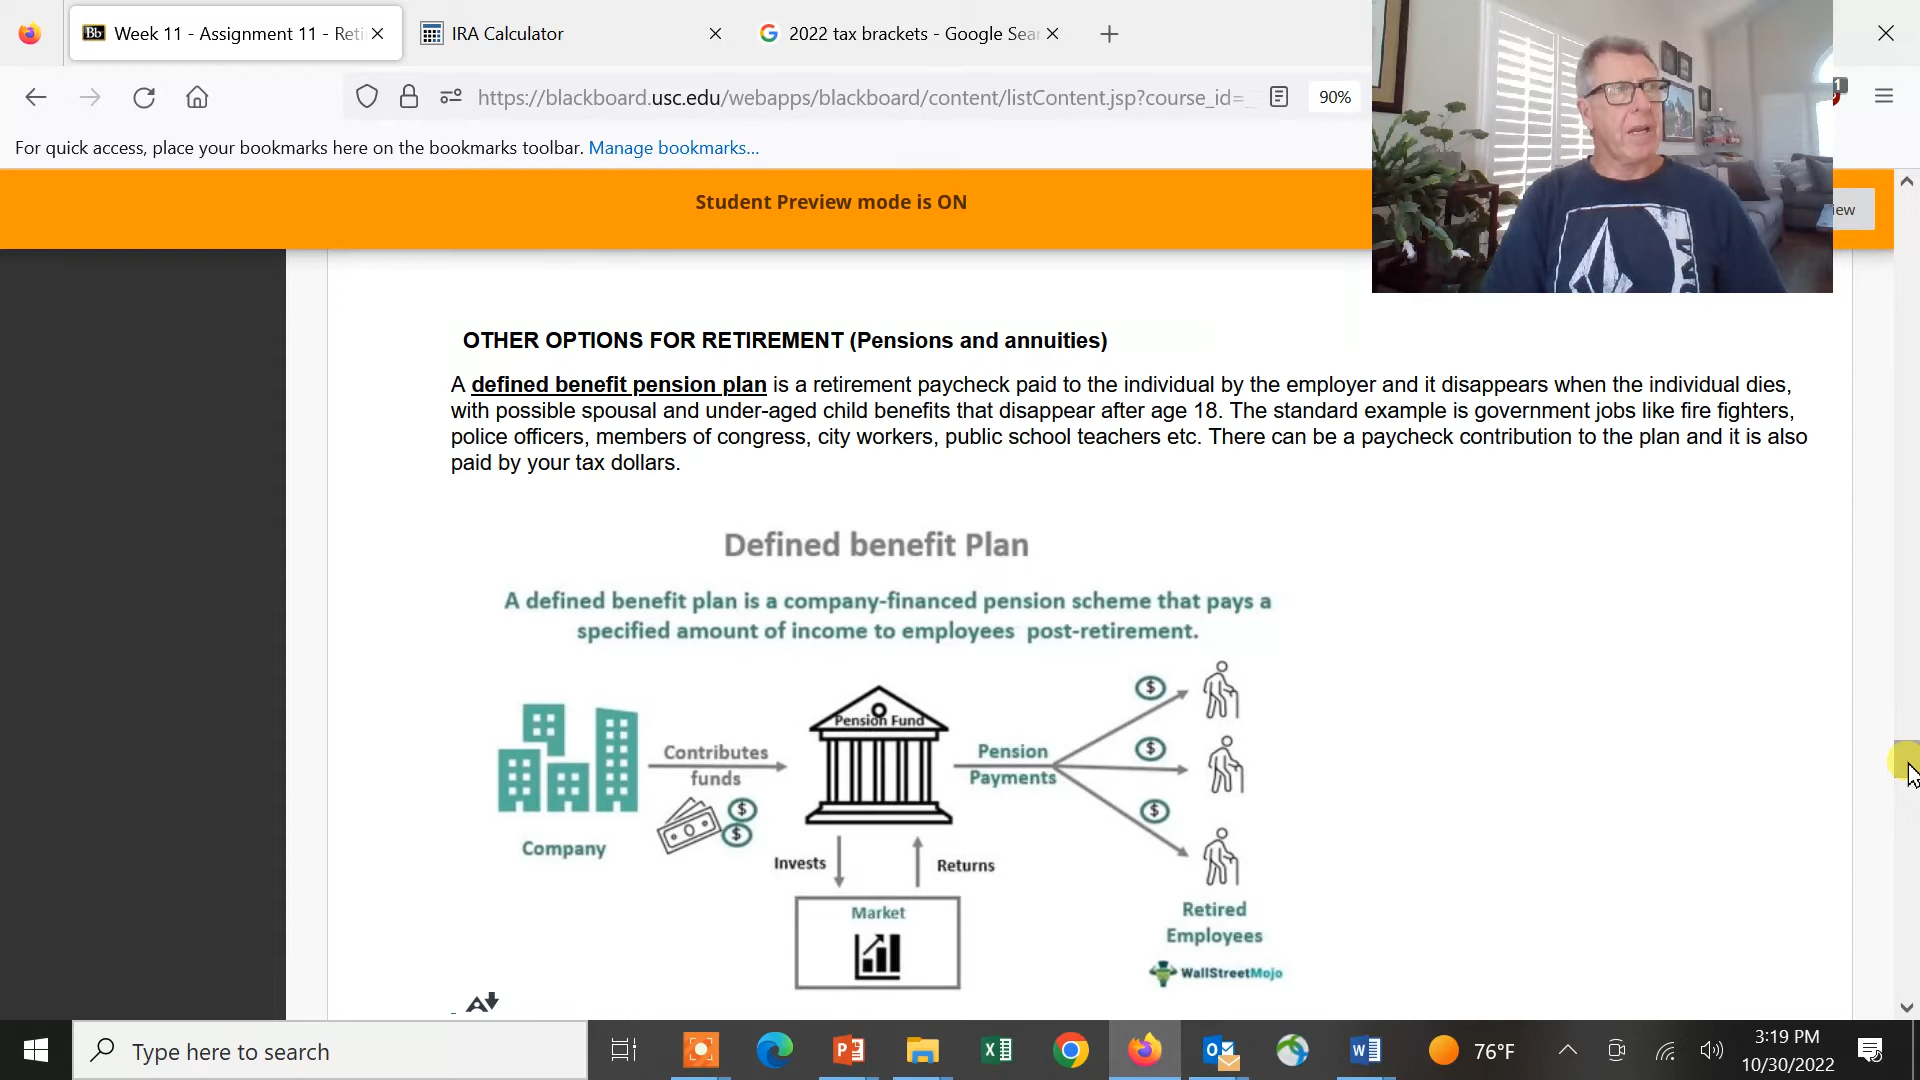 Week 11 - Assignment 11 - Reti
IRA Calculator
2022 tax brackets - Google Sear
https://blackboard.usc.edu/webapps/blackboard/content/listContent.jsp?course_id=_
90%
1
For quick access, place your bookmarks here on the bookmarks toolbar. Manage bookmarks...
Student Preview mode is ON
iew
OTHER OPTIONS FOR RETIREMENT (Pensions and annuities)
A defined benefit pension plan is a retirement paycheck paid to the individual by the employer and it disappears when the individual dies,
with possible spousal and under-aged child benefits that disappear after age 18. The standard example is government jobs like fire fighters,
police officers, members of congress, city workers, public school teachers etc. There can be a paycheck contribution to the plan and it is also
paid by your tax dollars.
Defined benefit Plan
A defined benefit plan is a company-financed pension scheme that pays a
specified amount of income to employees post-retirement.
Pension Fund
Contributes
funds
Pension
Payments
$
$
$
$
$
Company
Invests
Returns
Market
Retired
Employees
WallStreetMojo
Type here to search
76°F
3:19 PM
10/30/2022